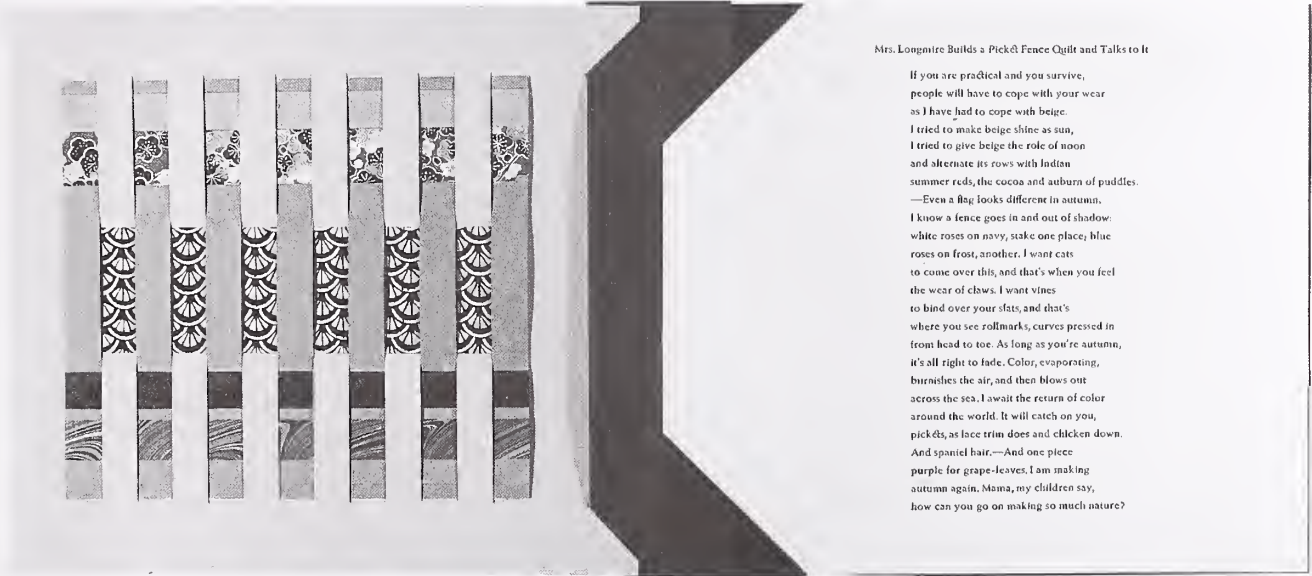 Mrs. Longmire Builds a Picket Fence Quilt and Talks to It
If you are practical and you survive,
people will have to cope with your wear
as I have had to cope with beige.
I tried to make beige shine as sun,
I tried to give beige the role of noon
and alternate its rows with Indian
summer reds, the cocoa and auburn of puddles.
—Even a flag looks different in autumn.
I know a fence goes in and out of shadow:
white roses on navy, stake one place; blue
roses on frost, another. I want cats
to come over this, and that's when you feel
the wear of claws. I want vines
to bind over your slats, and that's
where you see rollmarks, curves pressed in
from head to toe. As long as you're autumn,
it's all right to fade. Color, evaporating,
burnishes the air, and then blows out
across the sea. I await the return of color
around the world. It will catch on you,
pickets, as lace trim does and chicken down.
And spaniel hair.—And one piece
purple for grape-leaves. I am making
autumn again. Mama, my children say,
how can you go on making so much nature?